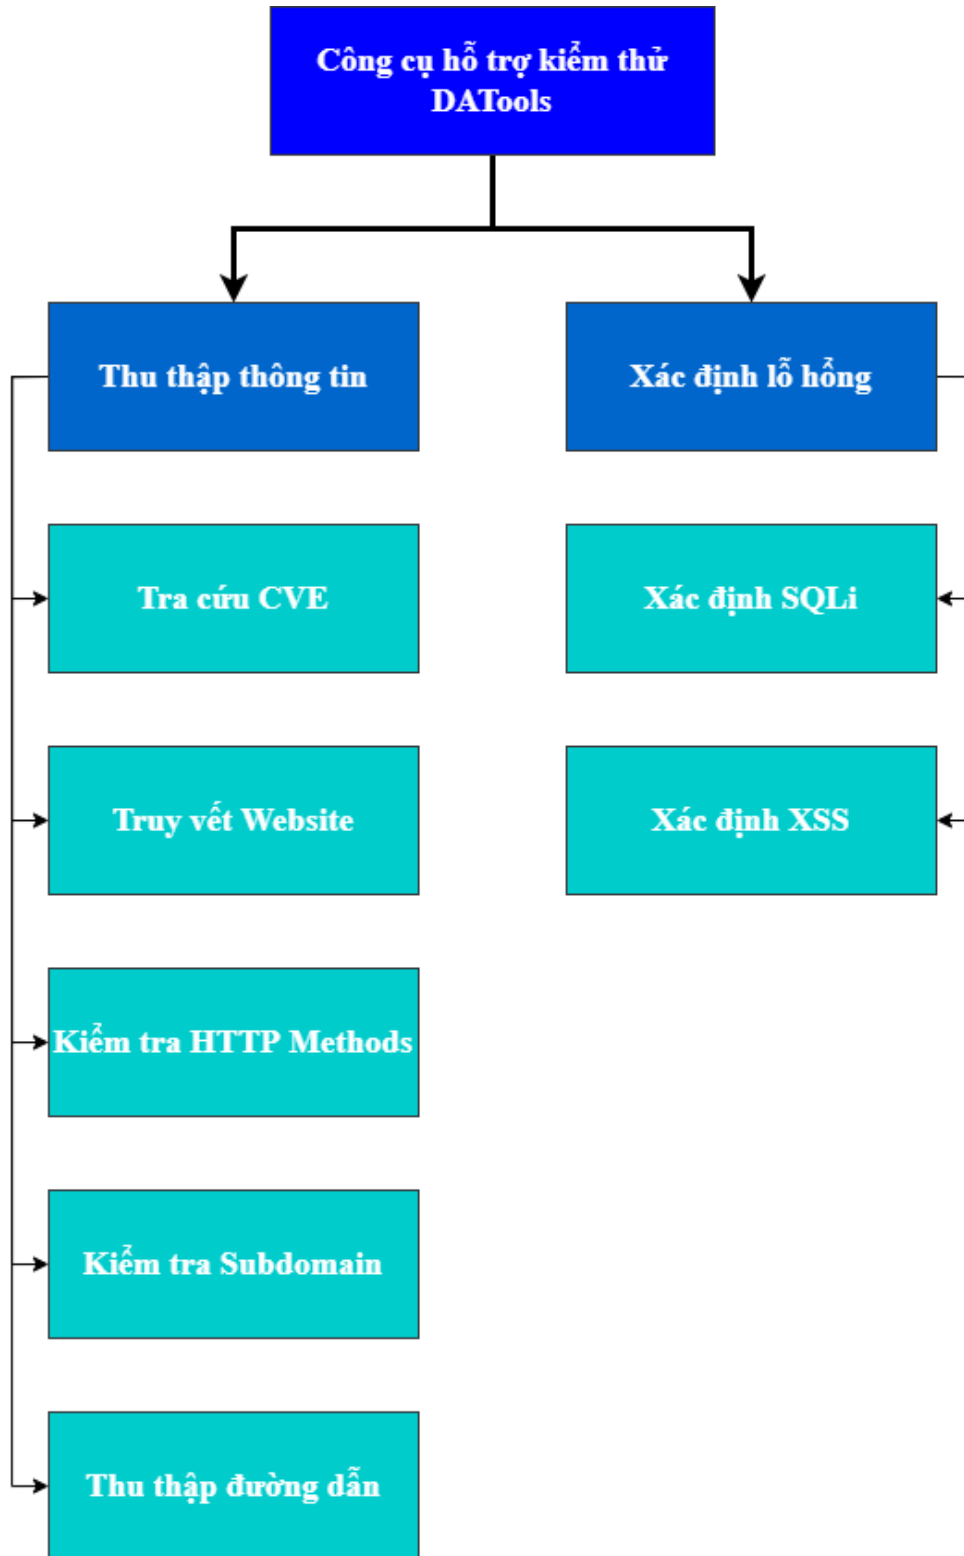 Công cụ hỗ trợ kiểm thử
DATools
Thu thập thông tin
Xác định lỗ hổng
Tra cứu CVE
Xác định SQLi
Truy vết Website
Xác định XSS
Kiểm tra HTTP Methods
Kiểm tra Subdomain
Thu thập đường dẫn